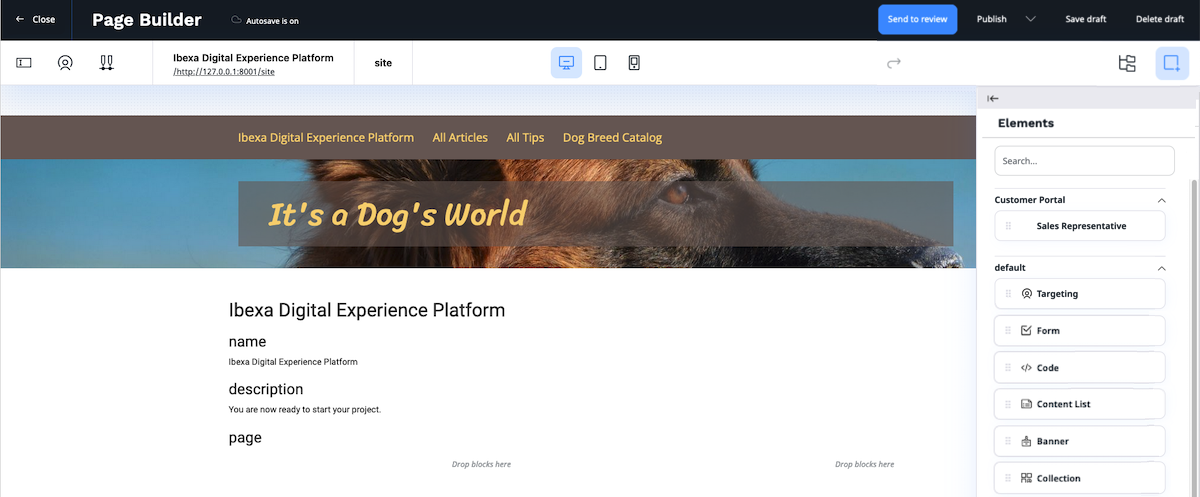 Close
Page Builder
Autosave is on
Send to review
Publish
Save draft
Delete draft
Ibexa Digital Experience Platform
/http://127.0.0.1:8001/site
site
Elements
Search...
Customer Portal
Sales Representative
default
Targeting
Form
Code
Content List
Banner
Collection
Ibexa Digital Experience Platform All Articles All Tips Dog Breed Catalog
It's a Dog's World
Ibexa Digital Experience Platform
name
Ibexa Digital Experience Platform
description
You are now ready to start your project.
page
Drop blocks here
Drop blocks here